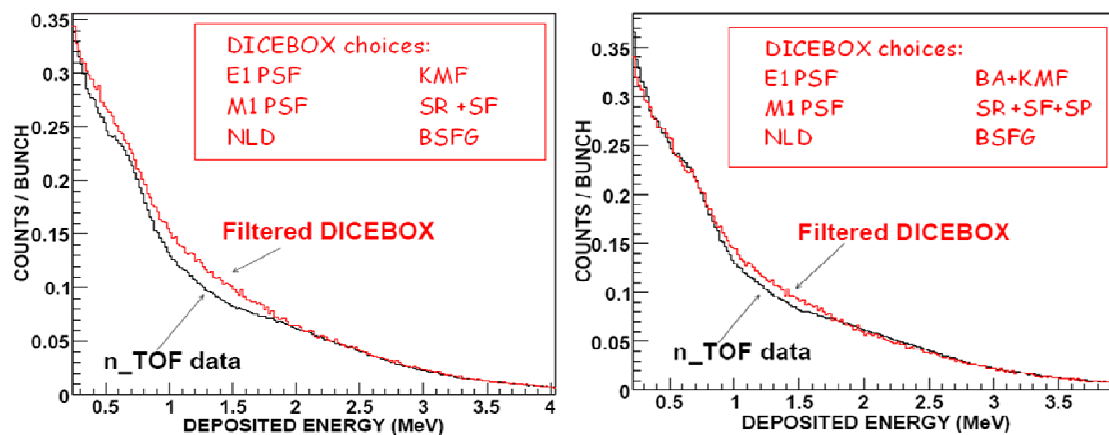 0.35
0.3
0.25
0.2
0.15
0.1
0.05
0
COUNTS / BUNCH
DICEBOX choices:
E1 PSF KMF
M1 PSF SR +SF
NLD BSFG
Filtered DICEBOX
n_TOF data
0.5 1 1.5 2 2.5 3 3.5 4
DEPOSITED ENERGY (MeV)
0.35
0.3
0.25
0.2
0.15
0.1
0.05
0
COUNTS / BUNCH
DICEBOX choices:
E1 PSF BA+KMF
M1 PSF SR +SF+SP
NLD BSFG
Filtered DICEBOX
n_TOF data
0.5 1 1.5 2 2.5 3 3.5
DEPOSITED ENERGY (MeV)